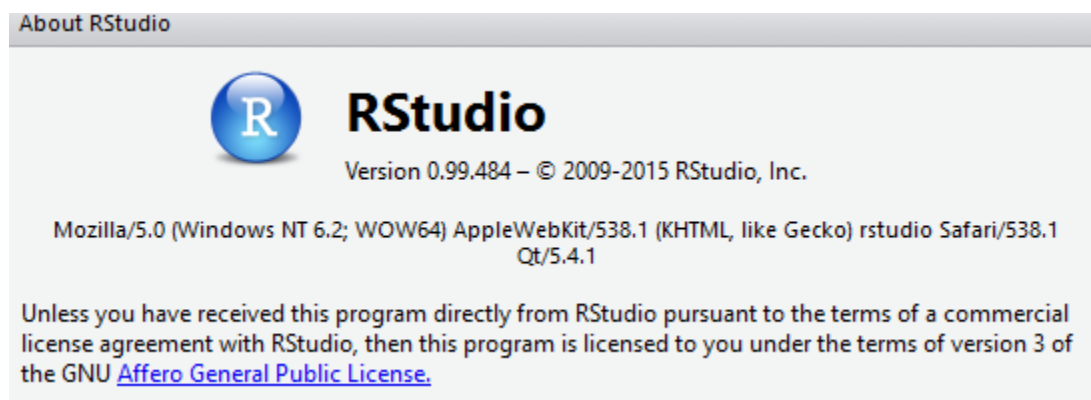 About RStudio
R
RStudio
Version 0.99.484 – © 2009-2015 RStudio, Inc.
Mozilla/5.0 (Windows NT 6.2; WOW64) AppleWebKit/538.1 (KHTML, like Gecko) rstudio Safari/538.1
Qt/5.4.1
Unless you have received this program directly from RStudio pursuant to the terms of a commercial
license agreement with RStudio, then this program is licensed to you under the terms of version 3 of
the GNU Affero General Public License.